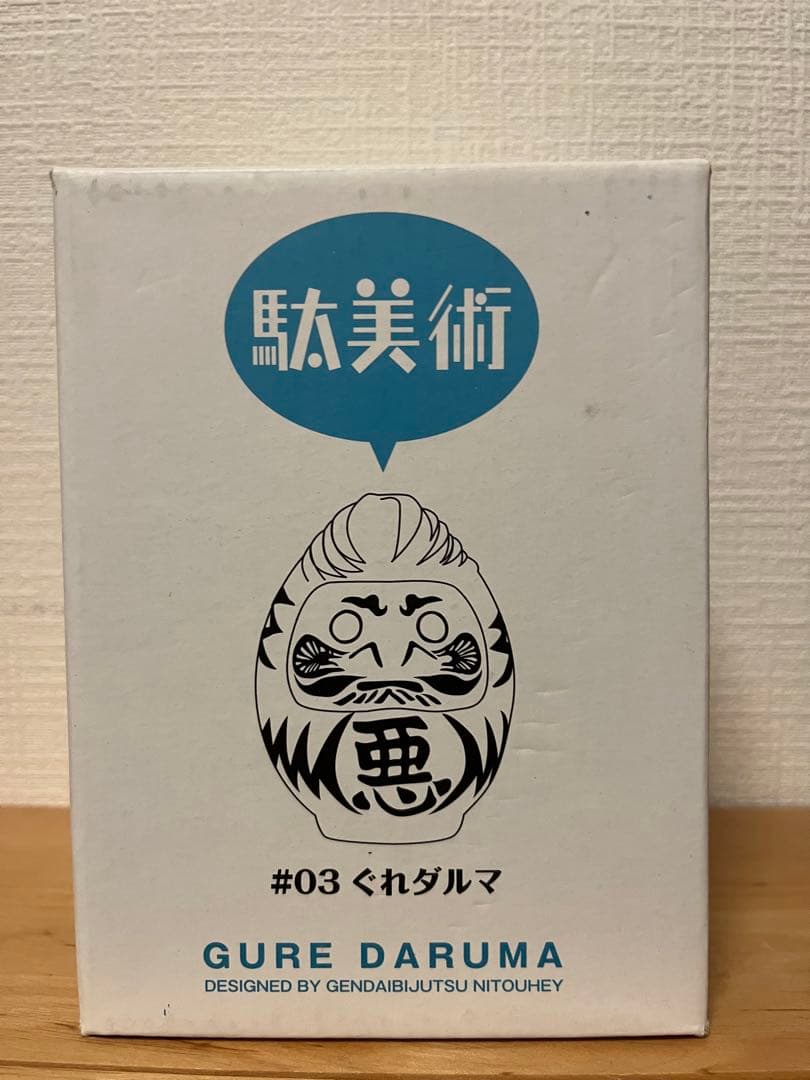 駄美術
悪
#03 ぐれダルマ
GURE DARUMA
DESIGNED BY GENDAIBIJUTSU NITOUHEY